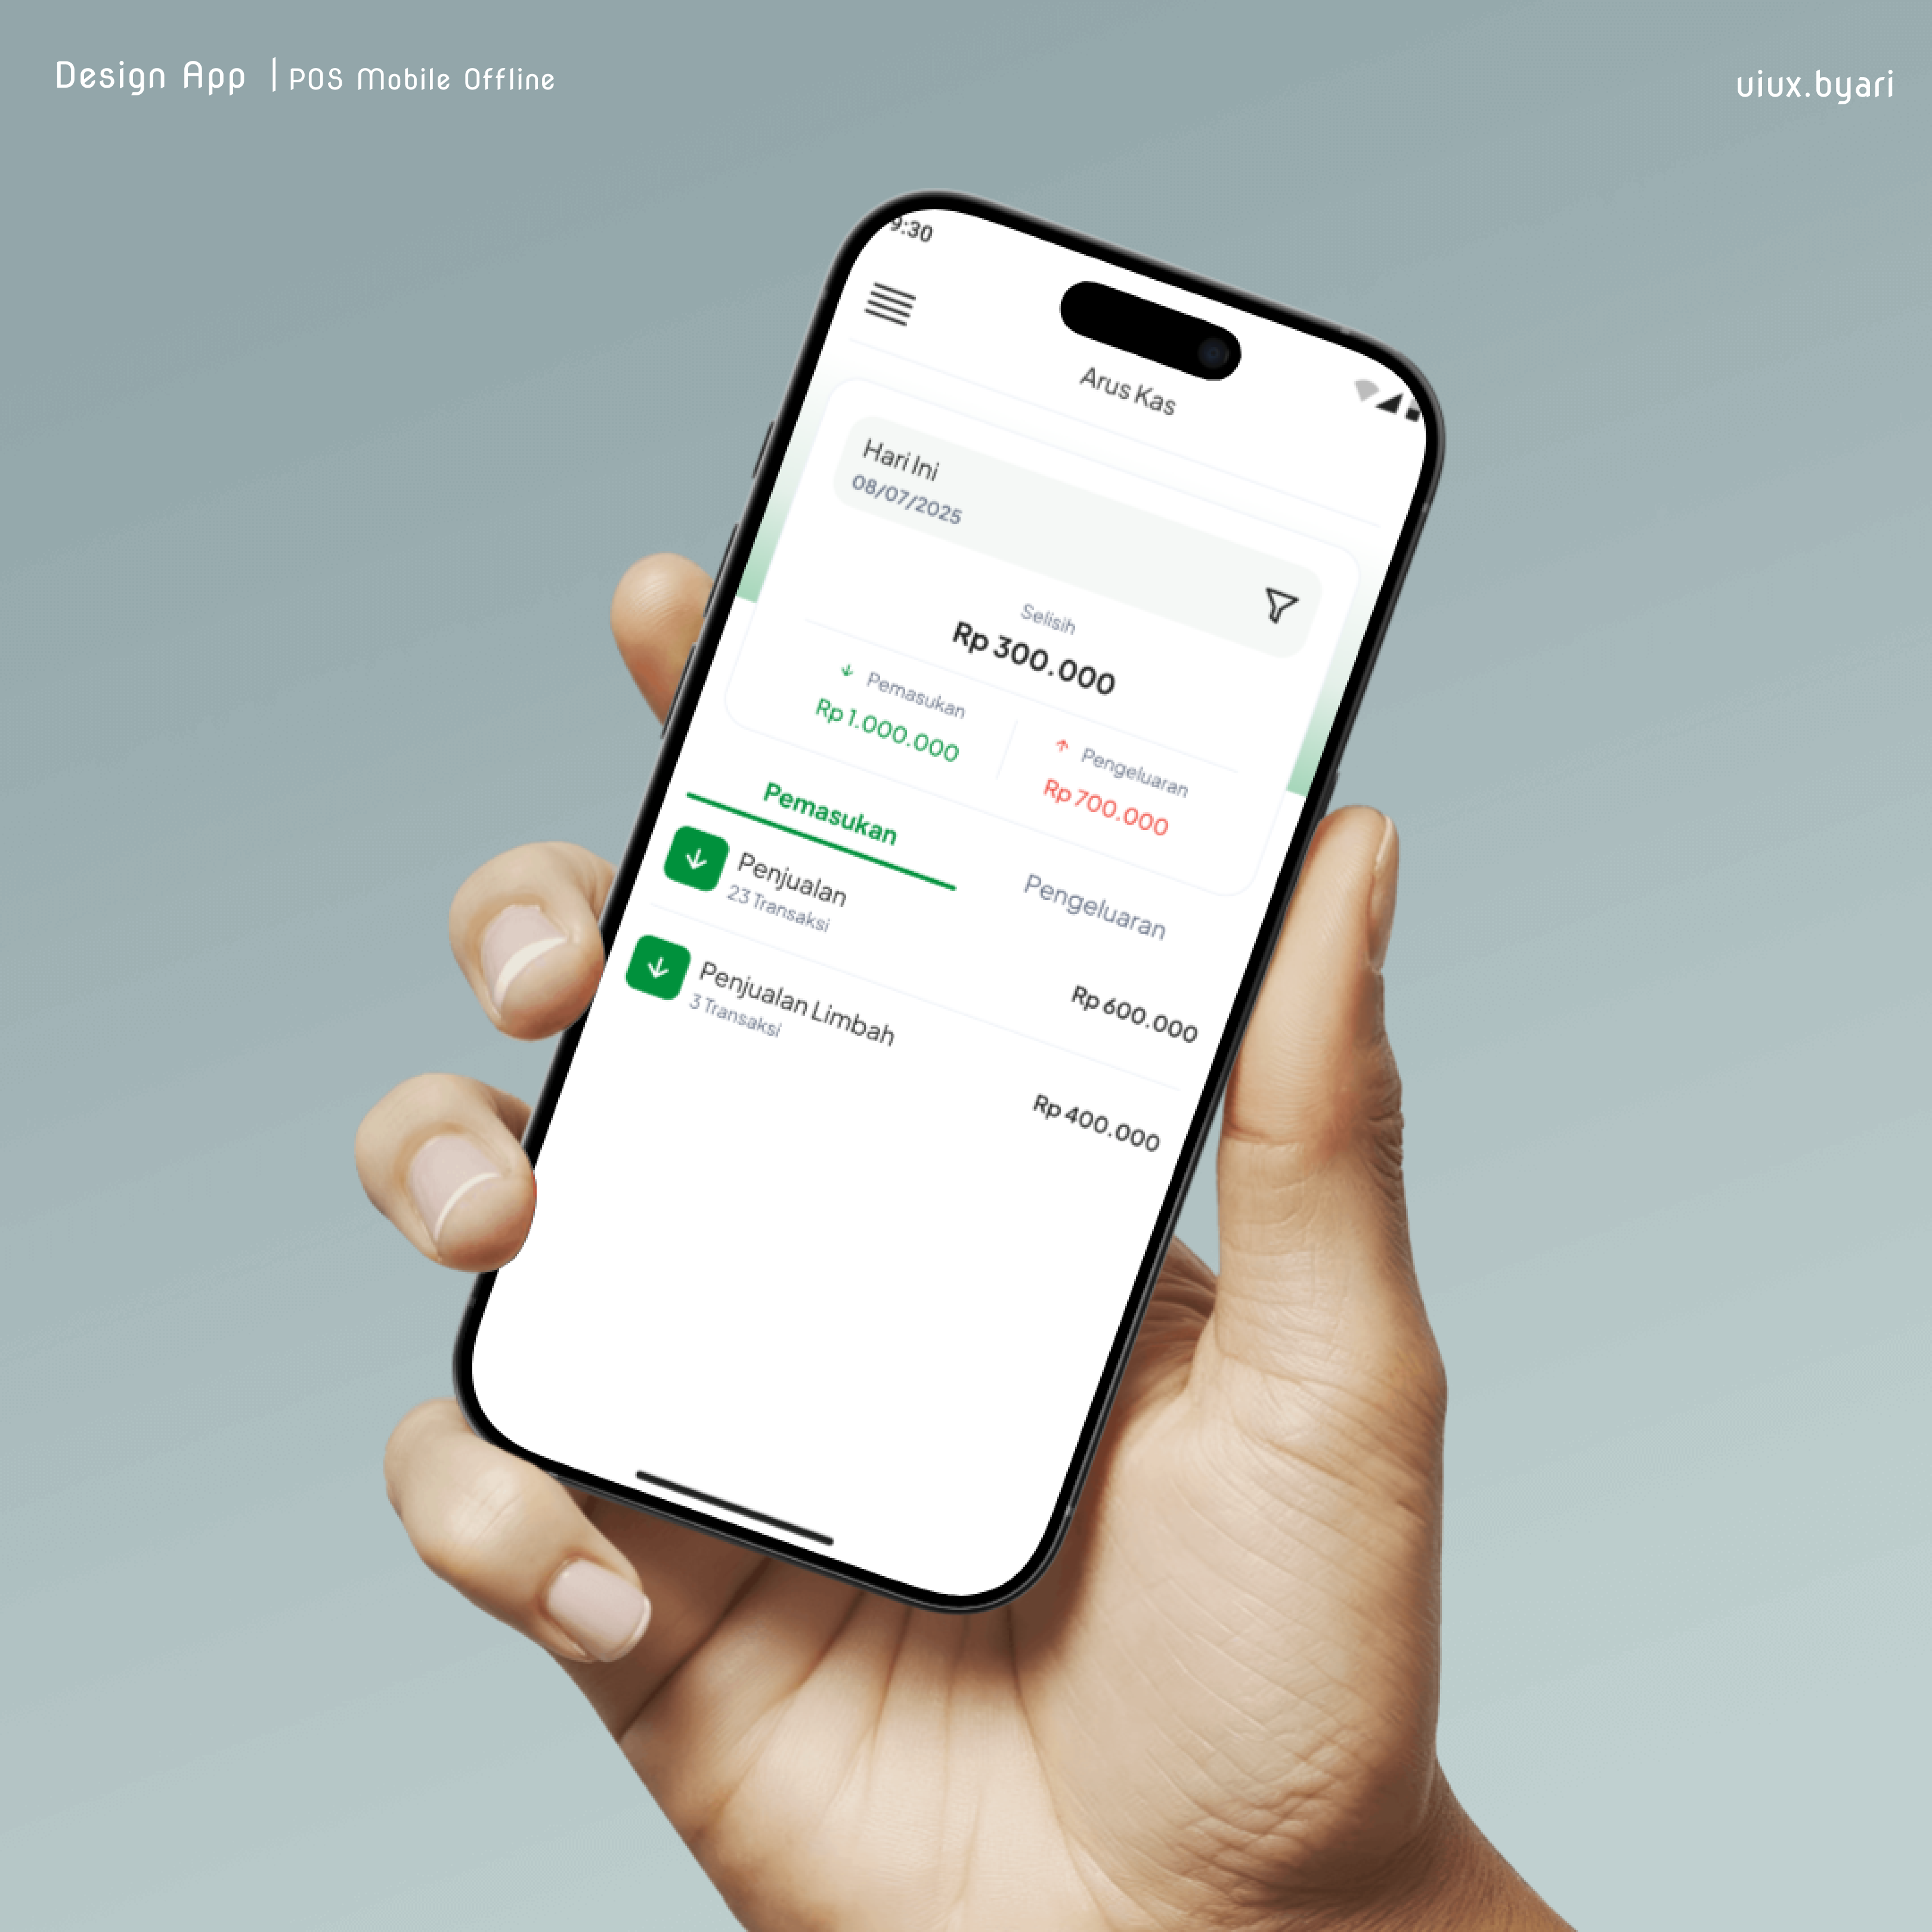 Design App | POS Mobile Offline
uiux.byari
9:30
Arus Kas
Hari Ini
08/07/2025
Selisih
Rp 300.000
Pemasukan
Rp 1.000.000
Pengeluaran
Rp 700.000
Pemasukan
Pengeluaran
Penjualan
23 Transaksi
Rp 600.000
Penjualan Limbah
3 Transaksi
Rp 400.000